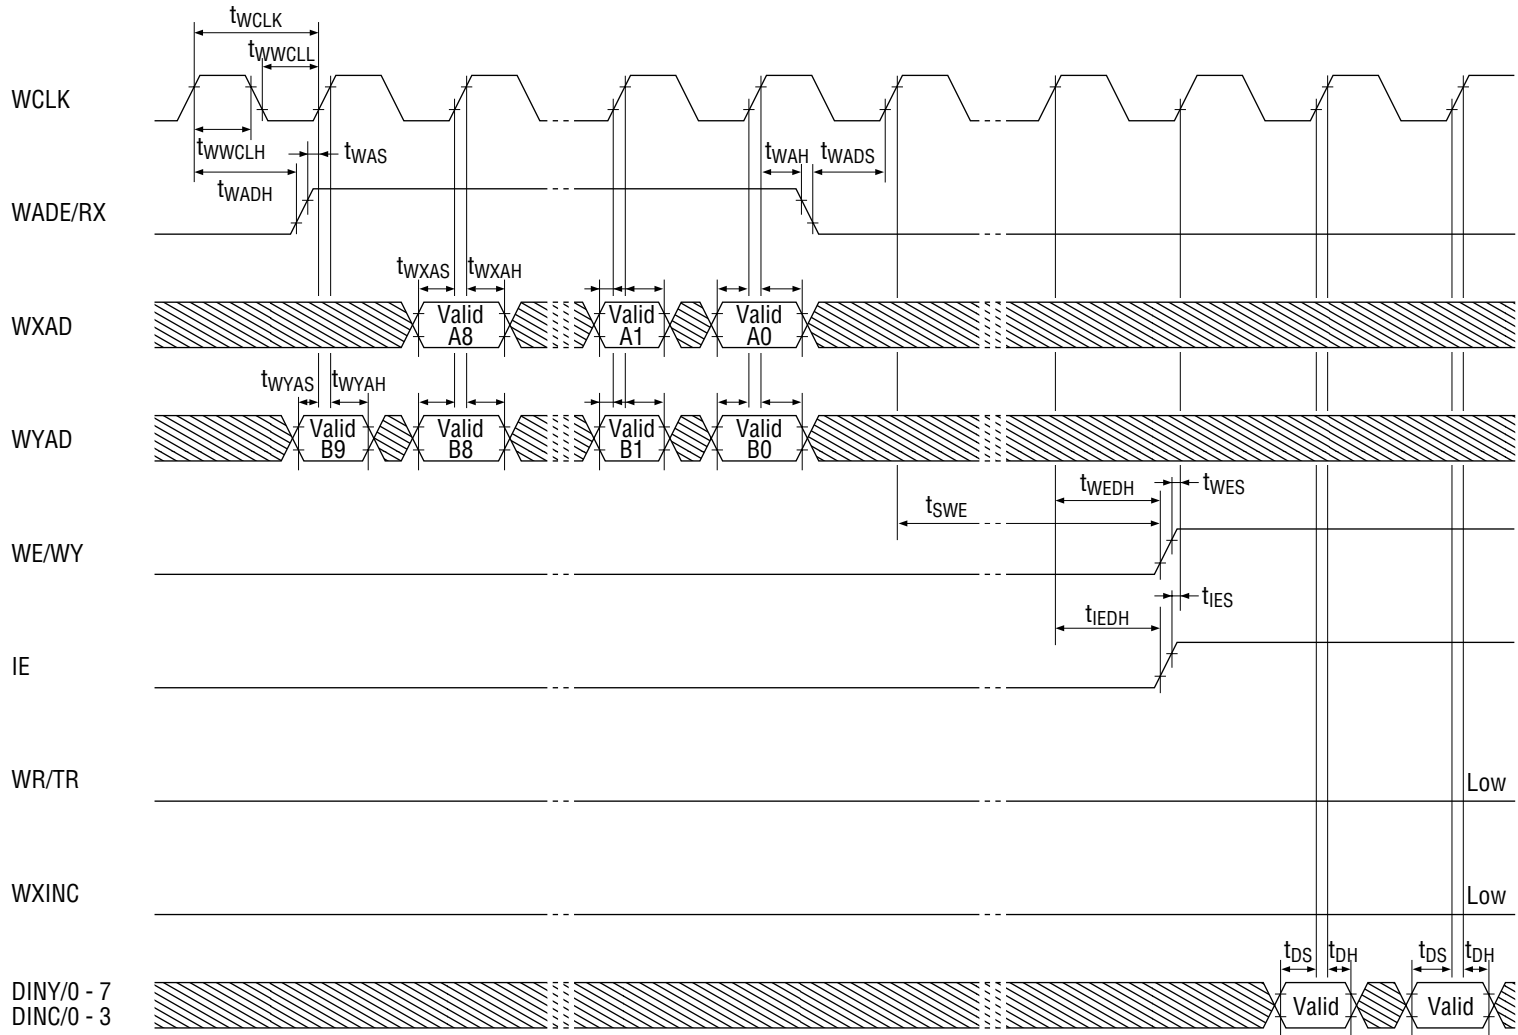 tWCLK
tWWCLL
WCLK
tWWCLH
tWAS
tWAH
tWADS
tWADH
WADE/RX
tWXAS
tWXAH
WXAD
Valid A8
Valid A1
Valid A0
tWYAS
tWYAH
WYAD
Valid B9
Valid B8
Valid B1
Valid B0
tWEDH
tWES
tSWE
WE/WY
tIES
tIEDH
IE
WR/TR
Low
WXINC
Low
tDS
tDH
tDS
tDH
DINY/0 - 7
DINC/0 - 3
Valid
Valid